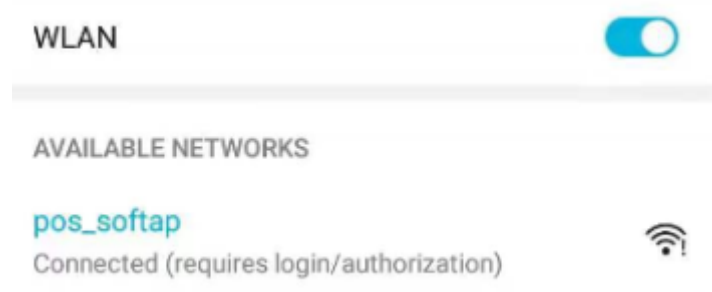 WLAN
AVAILABLE NETWORKS
pos_softap
Connected (requires login/authorization)